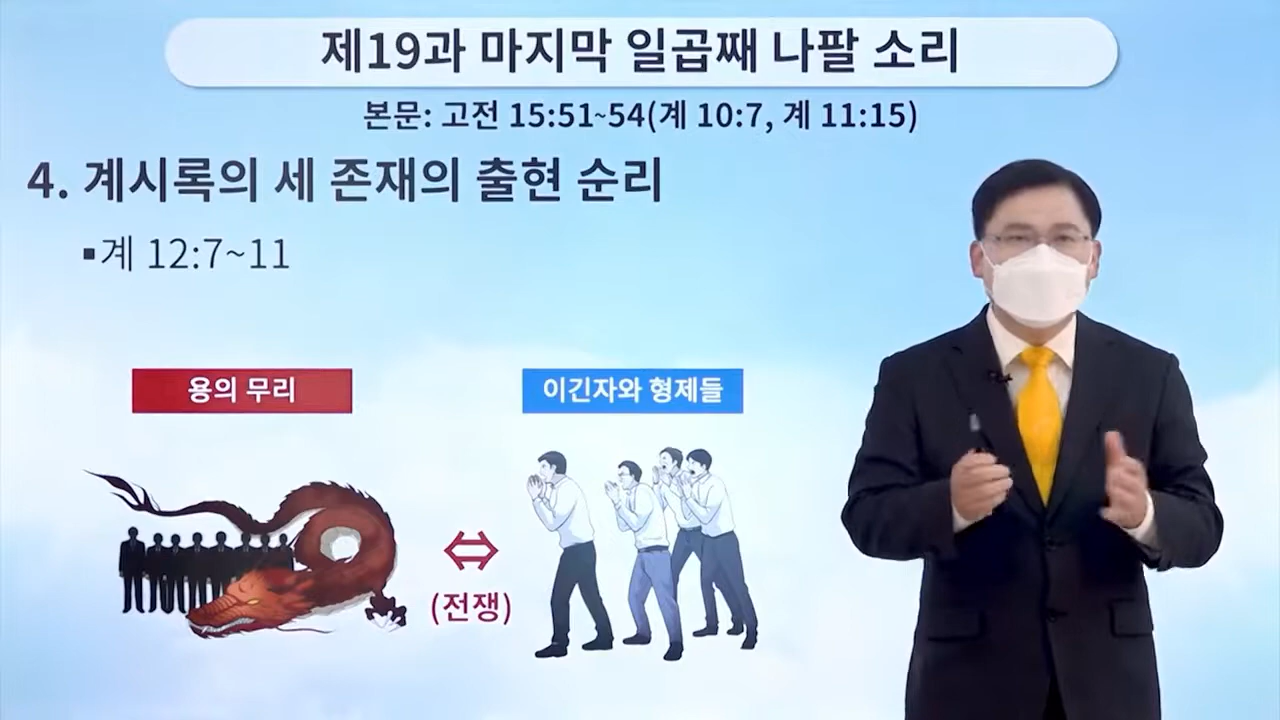 제19과 마지막 일곱째 나팔 소리
본문: 고전 15:51~54(계 10:7, 계 11:15)
4. 계시록의 세 존재의 출현 순리
▪계 12:7~11
용의 무리
이긴자와 형제들
(전쟁)